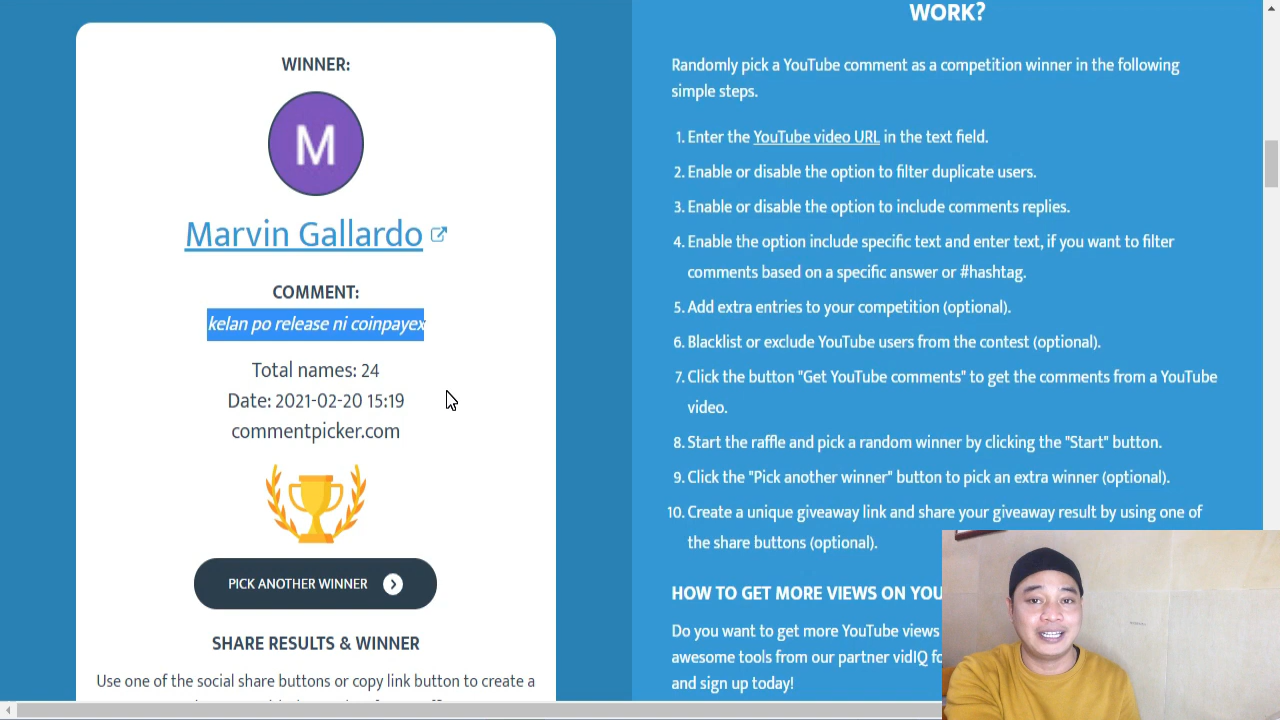 WINNER:
M
Marvin Gallardo
COMMENT:
kelan po release ni coinpayex
Total names: 24
Date: 2021-02-20 15:19
commentpicker.com
PICK ANOTHER WINNER
SHARE RESULTS & WINNER
Use one of the social share buttons or copy link button to create a
WORK?
Randomly pick a YouTube comment as a competition winner in the following
simple steps.
1. Enter the YouTube video URL in the text field.
2. Enable or disable the option to filter duplicate users.
3. Enable or disable the option to include comments replies.
4. Enable the option include specific text and enter text, if you want to filter
comments based on a specific answer or #hashtag.
5. Add extra entries to your competition (optional).
6. Blacklist or exclude YouTube users from the contest (optional).
7. Click the button "Get YouTube comments" to get the comments from a YouTube
video.
8. Start the raffle and pick a random winner by clicking the "Start" button.
9. Click the "Pick another winner" button to pick an extra winner (optional).
10. Create a unique giveaway link and share your giveaway result by using one of
the share buttons (optional).
HOW TO GET MORE VIEWS ON YOU
Do you want to get more YouTube views
awesome tools from our partner vidIQ fo
and sign up today!